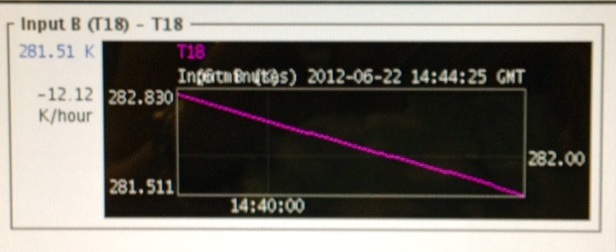 Input B (T18) - T18
281.51 K
T18
2012-06-22 14:44:25 GMT
-12.12
K/hour
282.830
282.00
281.511
14:40:00